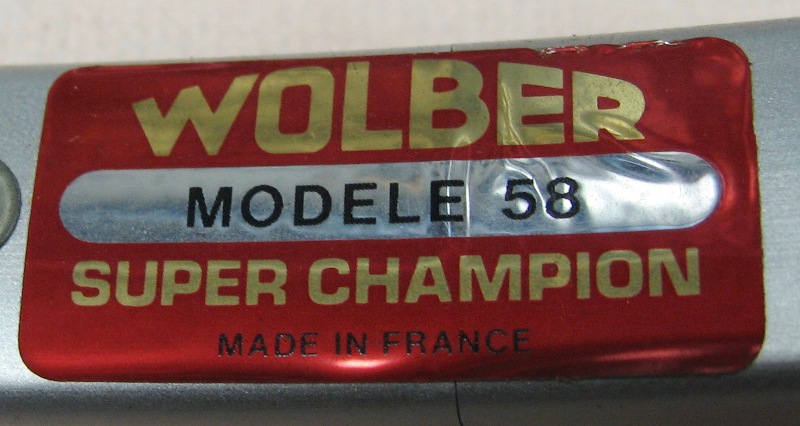 WOLBER
MODELE 58
SUPER CHAMPION
MADE IN FRANCE